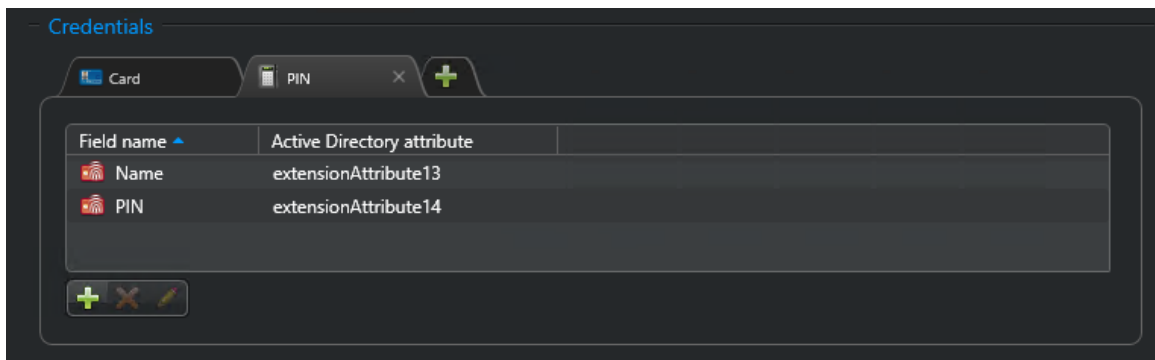 Credentials
Card
PIN
Field name
Active Directory attribute
Name
extensionAttribute13
PIN
extensionAttribute14